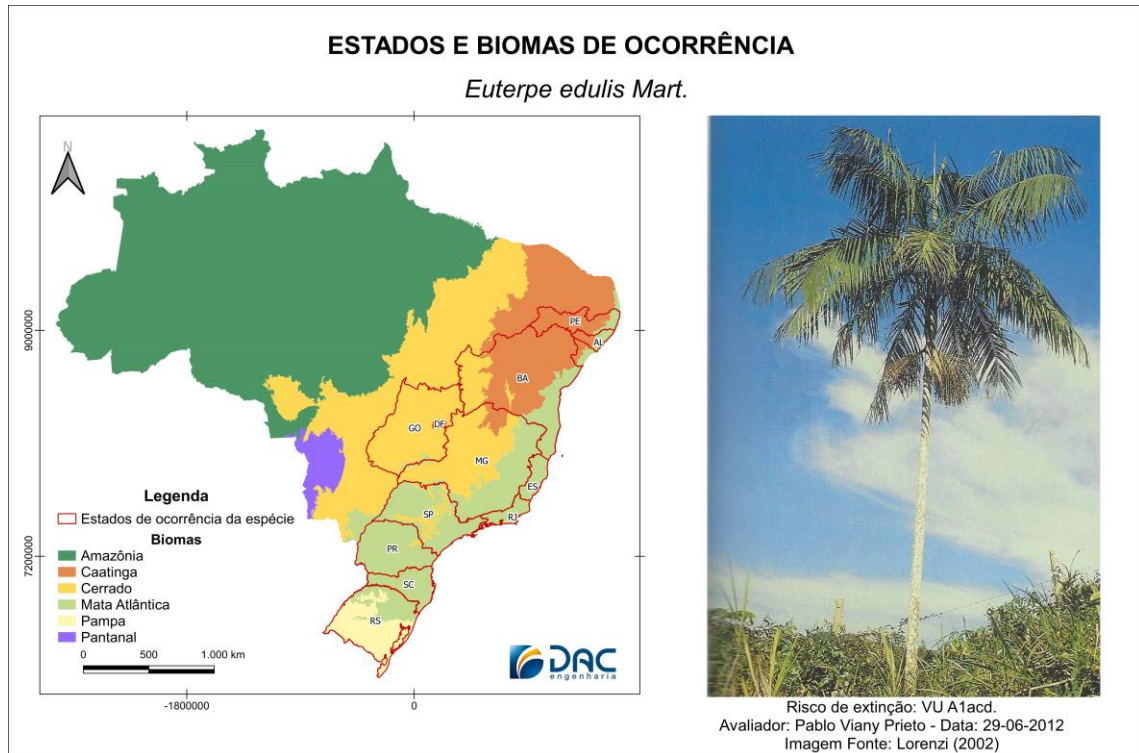 ESTADOS E BIOMAS DE OCORRÊNCIA
Euterpe edulis Mart.
N
9000000
7200000
PE
AL
BA
GO
DF
MG
ES
SP
RJ
PR
SC
RS
Legenda
Estados de ocorrência da espécie
Biomas
Amazônia
Caatinga
Cerrado
Mata Atlântica
Pampa
Pantanal
0 500 1.000 km
DAC
engenharia
-1800000 0
Risco de extinção: VU A1acd.
Avaliador: Pablo Viany Prieto - Data: 29-06-2012
Imagem Fonte: Lorenzi (2002)